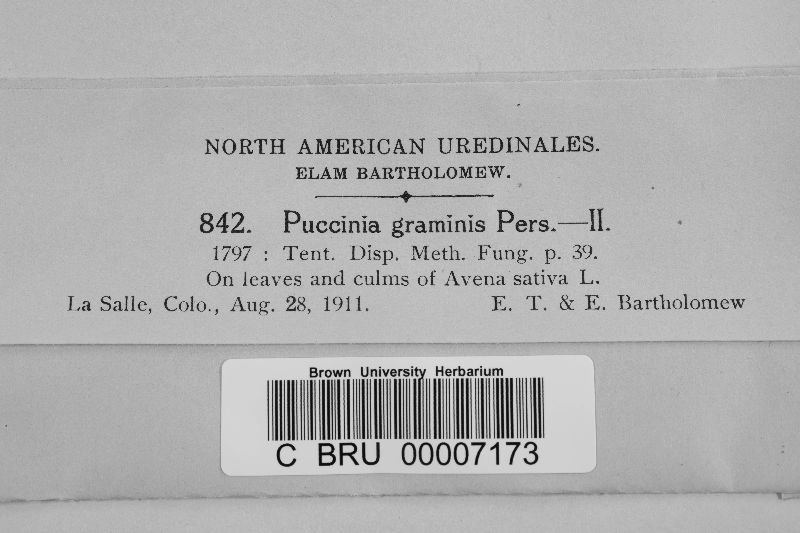 NORTH AMERICAN UREDINALES.
ELAM BARTHOLOMEW.
842. Puccinia graminis Pers.—II.
1797 : Tent. Disp. Meth. Fung. p. 39.
On leaves and culms of Avena sativa L.
La Salle, Colo., Aug. 28, 1911. E. T. & E. Bartholomew
Brown University Herbarium
C BRU 00007173